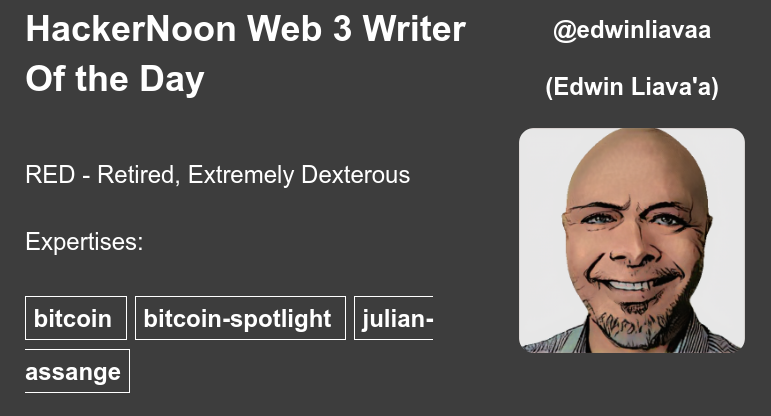 HackerNoon Web 3 Writer
Of the Day
RED - Retired, Extremely Dexterous
Expertises:
bitcoin bitcoin-spotlight julian-
assange
@edwinliavaa
(Edwin Liava'a)